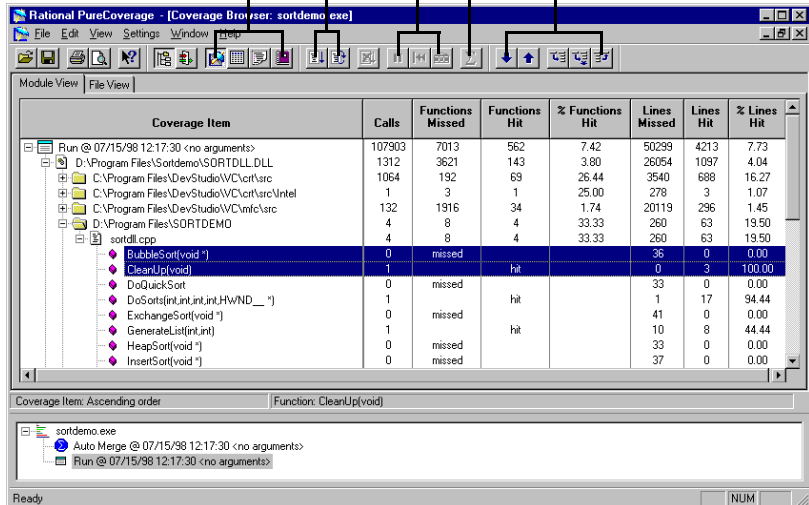 Rational PureCoverage - [Coverage Browser: sortdemo.exe]
File Edit View Settings Window Help
Module View File View
Coverage Item Calls Functions Missed Functions Hit % Functions Hit Lines Missed Lines Hit % Lines Hit
Run @ 07/15/98 12:17:30 <no arguments> 107903 7013 562 7.42 50299 4213 7.73
D:\Program Files\Sortdemo\SORTDLL.DLL 1312 3621 143 3.80 26054 1097 4.04
C:\Program Files\DevStudio\VC\crt\src 1064 192 69 26.44 3540 688 16.27
C:\Program Files\DevStudio\VC\crt\src\Intel 1 3 1 25.00 278 3 1.07
C:\Program Files\DevStudio\VC\mfc\src 132 1916 34 1.74 20119 296 1.45
D:\Program Files\SORTDEMO 4 8 4 33.33 260 63 19.50
sortdll.cpp 4 8 4 33.33 260 63 19.50
BubbleSort(void *) 0 missed 36 0 0.00
CleanUp(void) 1 hit 0 3 100.00
DoQuickSort 0 missed 33 0 0.00
DoSorts(int,int,int,int,HWND__ *) 1 hit 1 17 94.44
ExchangeSort(void *) 0 missed 41 0 0.00
GenerateList(int,int) 1 hit 10 8 44.44
HeapSort(void *) 0 missed 33 0 0.00
InsertSort(void *) 0 missed 37 0 0.00
Coverage Item: Ascending order Function: CleanUp(void)
sortdemo.exe
Auto Merge @ 07/15/98 12:17:30 <no arguments>
Run @ 07/15/98 12:17:30 <no arguments>
Ready NUM